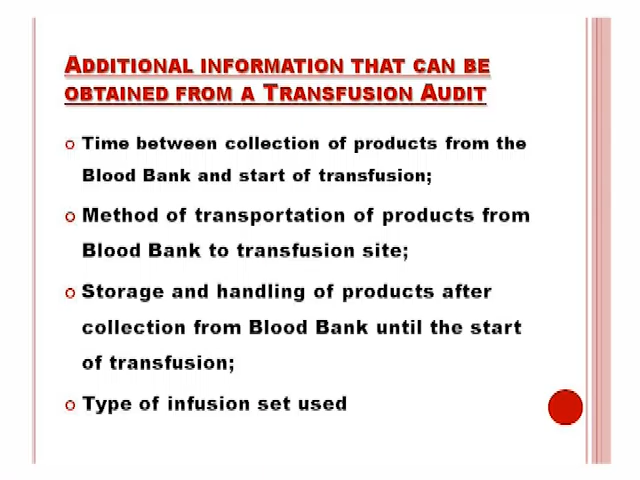 ADDITIONAL INFORMATION THAT CAN BE
OBTAINED FROM A TRANSFUSION AUDIT
o Time between collection of products from the
Blood Bank and start of transfusion;
o Method of transportation of products from
Blood Bank to transfusion site;
o Storage and handling of products after
collection from Blood Bank until the start
of transfusion;
o Type of infusion set used